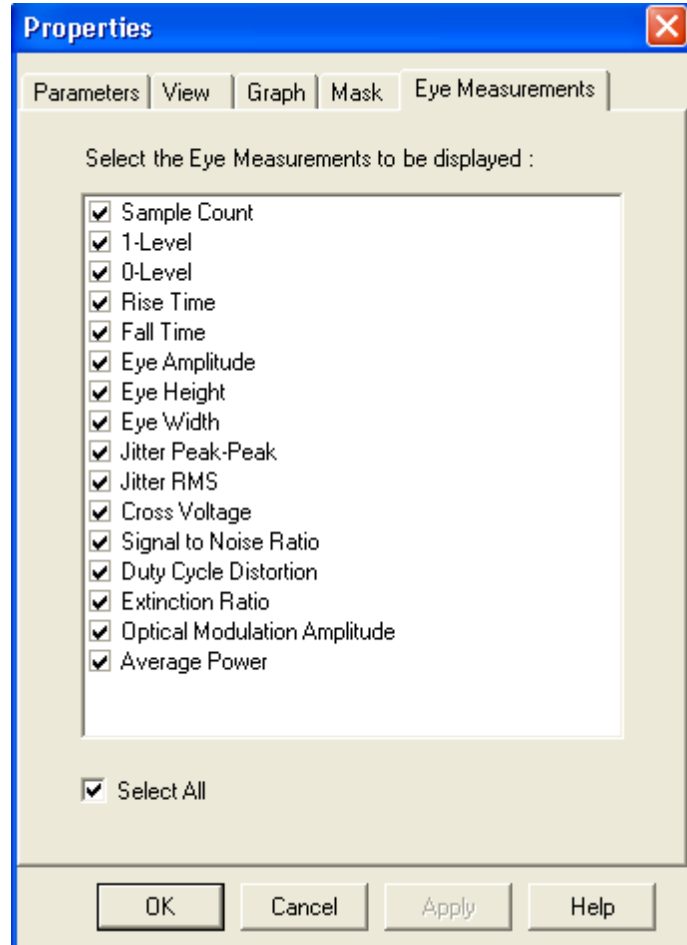 Properties
Parameters View Graph Mask Eye Measurements
Select the Eye Measurements to be displayed :
Sample Count
1-Level
0-Level
Rise Time
Fall Time
Eye Amplitude
Eye Height
Eye Width
Jitter Peak-Peak
Jitter RMS
Cross Voltage
Signal to Noise Ratio
Duty Cycle Distortion
Extinction Ratio
Optical Modulation Amplitude
Average Power
Select All
OK Cancel Apply Help